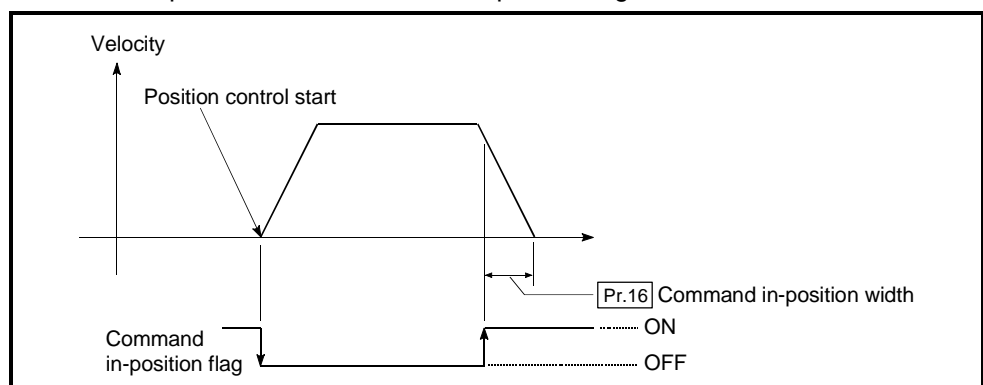 Velocity
Position control start
Pr.16 Command in-position width
ON
Command
in-position flag
OFF